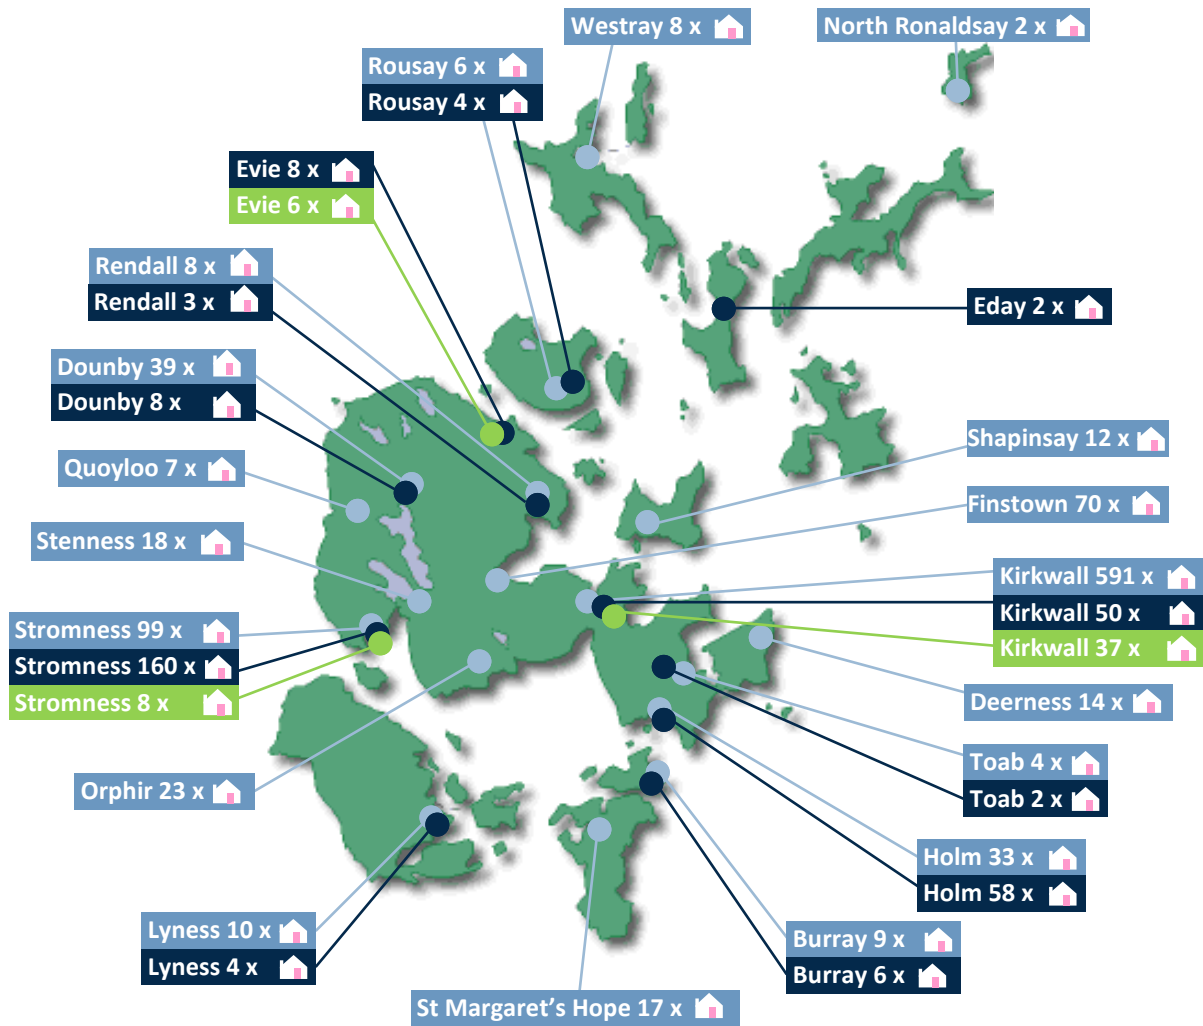 Westray 8 x
North Ronaldsay 2 x
Rousay 6 x
Rousay 4 x
Evie 8 x
Evie 6 x
Rendall 8 x
Rendall 3 x
Eday 2 x
Dounby 39 x
Dounby 8 x
Shapinsay 12 x
Quoyloo 7 x
Finstown 70 x
Stenness 18 x
Kirkwall 591 x
Kirkwall 50 x
Kirkwall 37 x
Stromness 99 x
Stromness 160 x
Stromness 8 x
Deerness 14 x
Orphir 23 x
Toab 4 x
Toab 2 x
Holm 33 x
Holm 58 x
Lyness 10 x
Lyness 4 x
Burray 9 x
Burray 6 x
St Margaret’s Hope 17 x